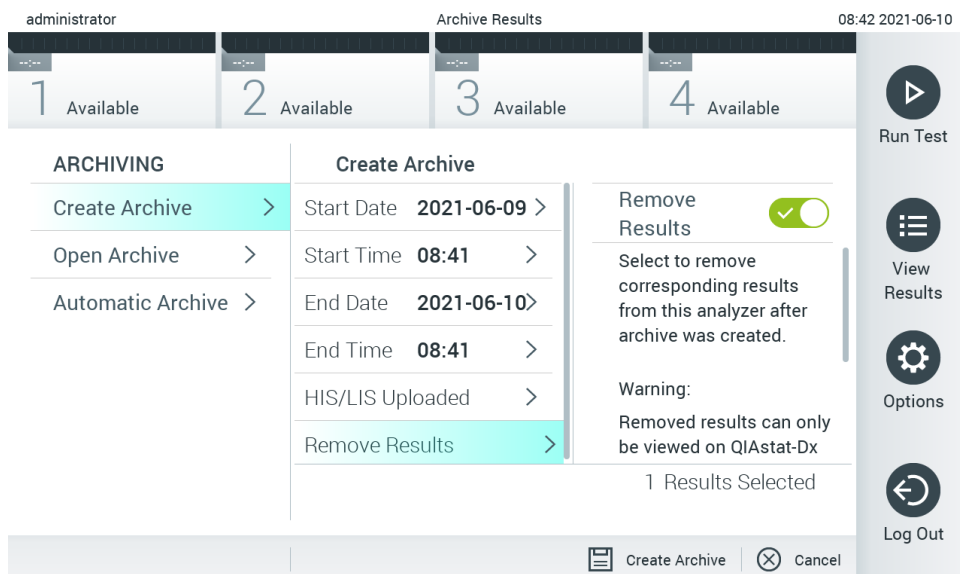 administrator
Archive Results
08:42 2021-06-10
--:--
--:--
--:--
--:--
1 Available
2 Available
3 Available
4 Available
Run Test
View
Results
Options
Log Out
ARCHIVING
Create Archive
Open Archive
Automatic Archive
Create Archive
Start Date 2021-06-09
Start Time 08:41
End Date 2021-06-10
End Time 08:41
HIS/LIS Uploaded
Remove Results
Remove
Results
Select to remove
corresponding results
from this analyzer after
archive was created.
Warning:
Removed results can only
be viewed on QIAstat-Dx
1 Results Selected
Create Archive
Cancel